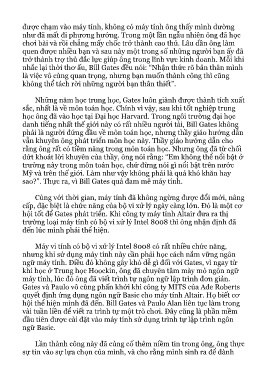 được chạm vào máy tính, không có máy tính ông thấy mình dường
như đã mất đi phương hướng. Trong một lần ngẫu nhiên ông đã học
chơi bài và rồi chẳng mấy chốc trở thành cao thủ. Lâu dần ông làm
quen được nhiều bạn và sau này một trong số những người bạn ấy đã
trở thành trợ thủ đắc lực giúp ông trong lĩnh vực kinh doanh. Mỗi khi
nhắc lại thời thơ ấu, Bill Gates đều nói: "Nhận thức rõ bản thân mình
là việc vô cùng quan trọng, nhưng bạn muốn thành công thì cũng
không thể tách rời những người bạn thân thiết".
Những năm học trung học, Gates luôn giành được thành tích xuất
sắc, nhất là về môn toán học. Chính vì vậy, sau khi tốt nghiệp trung
học ông đã vào học tại Đại học Harvard. Trong ngôi trường đại học
danh tiếng nhất thế giới này có rất nhiều người tài, Bill Gates không
phải là người đứng đầu về môn toán học, nhưng thầy giáo hướng dẫn
vẫn khuyên ông phát triển môn học này. Thầy giáo hướng dẫn cho
rằng ông rất có tiềm năng trong môn toán học. Nhưng ông đã từ chối
dứt khoát lời khuyên của thầy, ông nói rằng: "Em không thể nổi bật ở
trường này trong môn toán học, chứ đừng nói gì nổi bật trên nước
Mỹ và trên thế giới. Làm như vậy không phải là quá khó khăn hay
sao?". Thực ra, vì Bill Gates quá đam mê máy tính.
Cùng với thời gian, máy tính đã không ngừng được đổi mới, nâng
cấp, đặc biệt là chức năng của bộ vi xử lý ngày càng lớn. Đó là một cơ
hội tốt để Gates phát triển. Khi công ty máy tính Altair đưa ra thị
trường loại máy tính có bộ vi xử lý Intel 8008 thì ông nhận định đã
đến lúc mình phải thể hiện.
Máy vi tính có bộ vi xử lý Intel 8008 có rất nhiều chức năng,
nhưng khi sử dụng máy tính này cần phải học cách nắm vững ngôn
ngữ máy tính. Điều đó không gây khó dễ gì đối với Gates, vì ngay từ
khi học ở Trung học Hoockin, ông đã chuyên tâm mày mò ngôn ngữ
máy tính, lúc đó ông đã viết trình tự ngôn ngữ lập trình đơn giản.
Gates và Paulo vô cùng phấn khởi khi công ty MITS của Ade Roberts
quyết định ứng dụng ngôn ngữ Basic cho máy tính Altair. Họ biết cơ
hội thể hiện mình đã đến. Bill Gates và Paulo Alan liên tục làm trong
vài tuần liền để viết ra trình tự một trò chơi. Đây cũng là phần mềm
đầu tiên được cài đặt vào máy tính sử dụng trình tự lập trình ngôn
ngữ Basic.
Lần thành công này đã củng cố thêm niềm tin trong ông, ông thực
sự tin vào sự lựa chọn của mình, và cho rằng mình sinh ra để dành